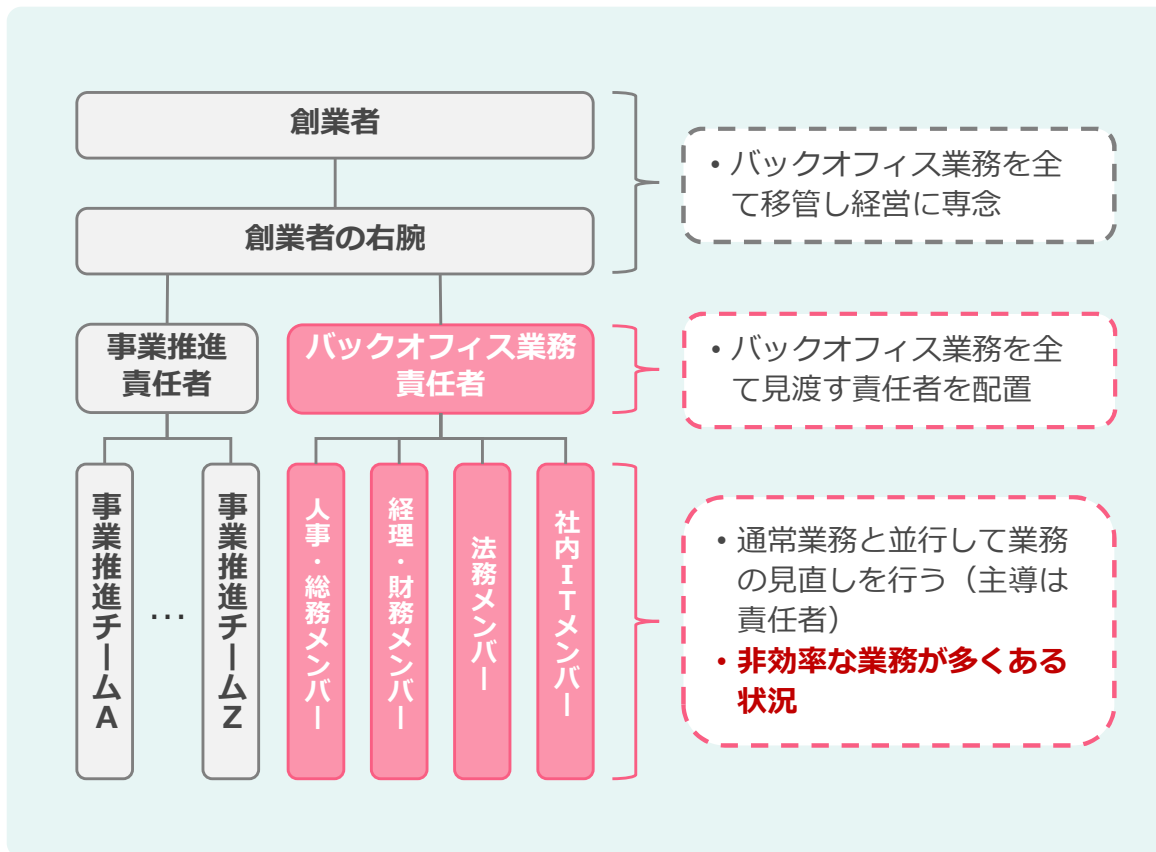 創業者
・バックオフィス業務を全
て移管し経営に専念
創業者の右腕
事業推進
責任者
バックオフィス業務
責任者
・バックオフィス業務を全
て見渡す責任者を配置
事業推進チームA
…
事業推進チームZ
人事・総務メンバー
経理・財務メンバー
法務メンバー
社内ITメンバー
・通常業務と並行して業務
の見直しを行う（主導は
責任者）
・非効率な業務が多くある
状況